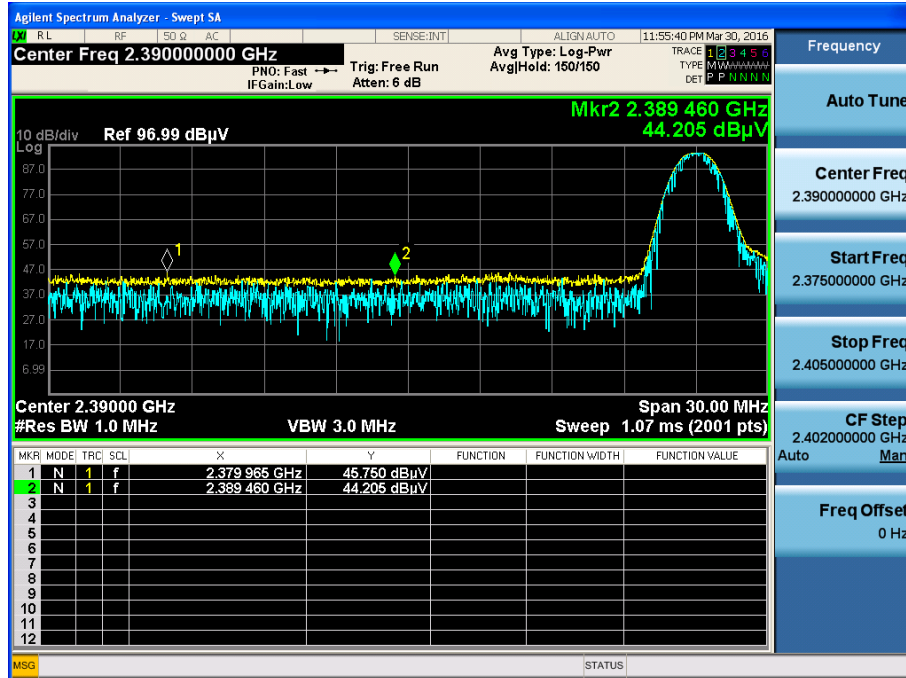 Agilent Spectrum Analyzer - Swept SA
LXI RL RF 50 Ω AC SENSE:INT ALIGN AUTO 11:55:40 PM Mar 30, 2016
Center Freq 2.390000000 GHz
PNO: Fast
IFGain:Low
Trig: Free Run
Atten: 6 dB
Avg Type: Log-Pwr
Avg|Hold: 150/150
TRACE 1 2 3 4 5 6
TYPE MWWWWW
DET P P N N N N
Mkr2 2.389 460 GHz
44.205 dBµV
10 dB/div Ref 96.99 dBµV
Log
87.0
77.0
67.0
57.0
47.0
37.0
27.0
17.0
6.99
1
2
Center 2.39000 GHz Span 30.00 MHz
#Res BW 1.0 MHz VBW 3.0 MHz Sweep 1.07 ms (2001 pts)
MKR MODE TRC SCL X Y FUNCTION FUNCTION WIDTH FUNCTION VALUE
1 N 1 f 2.379 965 GHz 45.750 dBµV
2 N 1 f 2.389 460 GHz 44.205 dBµV
3
4
5
6
7
8
9
10
11
12
MSG STATUS
Frequency
Auto Tune
Center Freq
2.390000000 GHz
Start Freq
2.375000000 GHz
Stop Freq
2.405000000 GHz
CF Step
2.402000000 GHz
Auto Man
Freq Offset
0 Hz